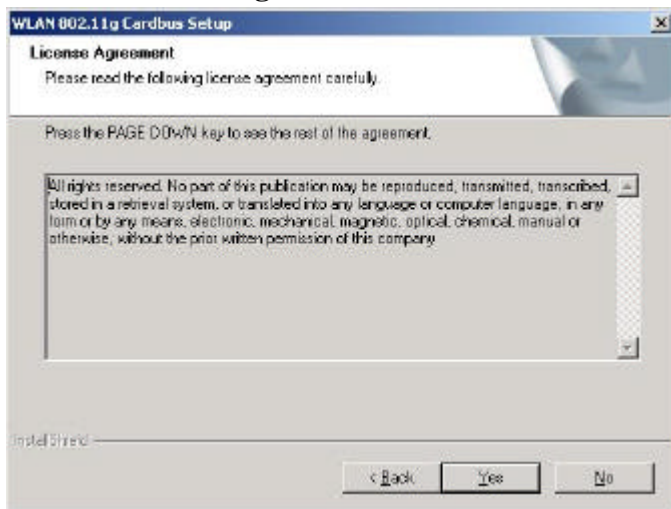 WLAN 802.11g Cardbus Setup
License Agreement
Please read the following license agreement carefully.
Press the PAGE DOWN key to see the rest of the agreement.
All rights reserved. No part of this publication may be reproduced, transmitted, transcribed,
stored in a retrieval system, or translated into any language or computer language, in any
form or by any means, electronic, mechanical, magnetic, optical, chemical, manual or
otherwise, without the prior written permission of this company
InstallShield
< Back
Yes
No